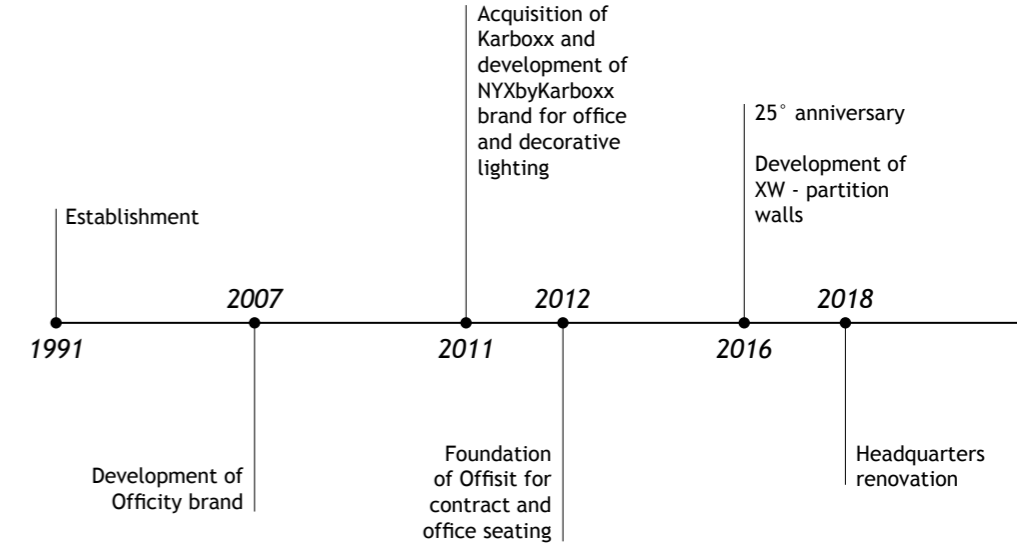 Acquisition of
Karboxx and
development of
NYXbyKarboxx
brand for office
and decorative
lighting
25° anniversary
Development of
XW - partition
walls
Establishment
2007
2012
2018
1991
2011
2016
Development of
Officity brand
Foundation
of Offisit for
contract and
office seating
Headquarters
renovation